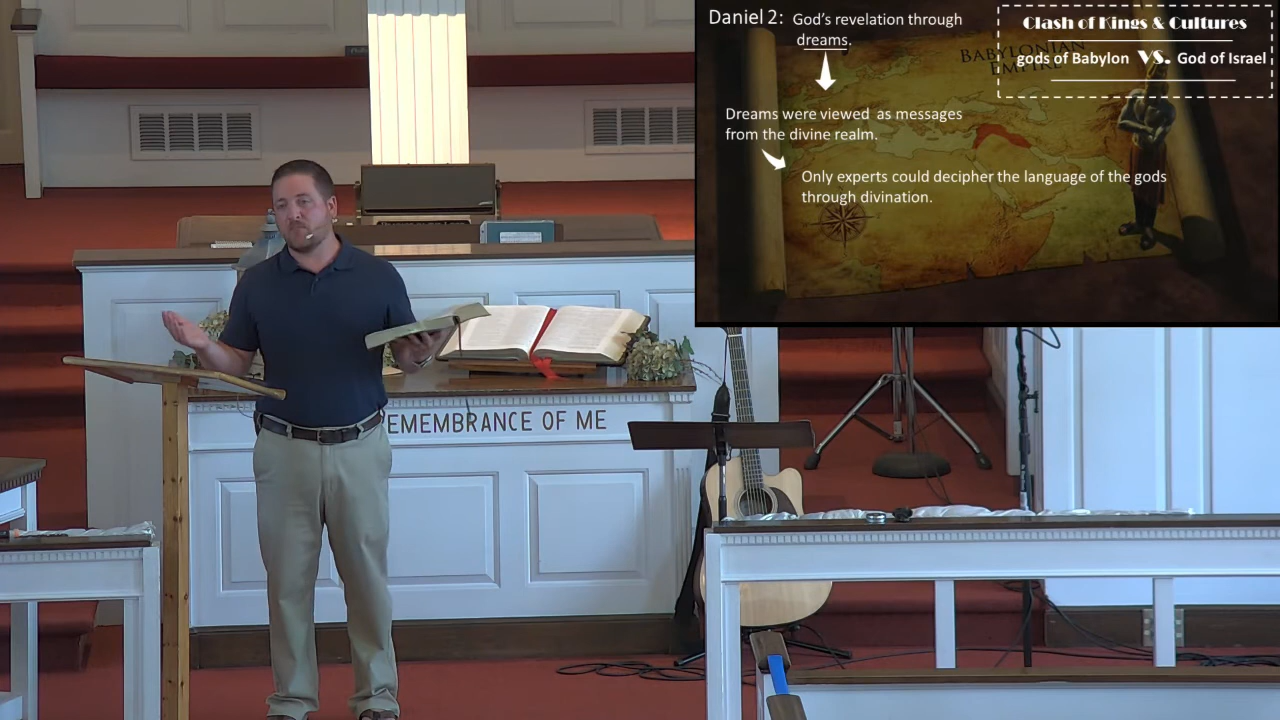 Daniel 2: God's revelation through
dreams.
Clash of Kings & Cultures
gods of Babylon VS. God of Israel
BABYLONIAN
EMPIRE
Dreams were viewed as messages
from the divine realm.
Only experts could decipher the language of the gods
through divination.
EMEMBRANCE OF ME